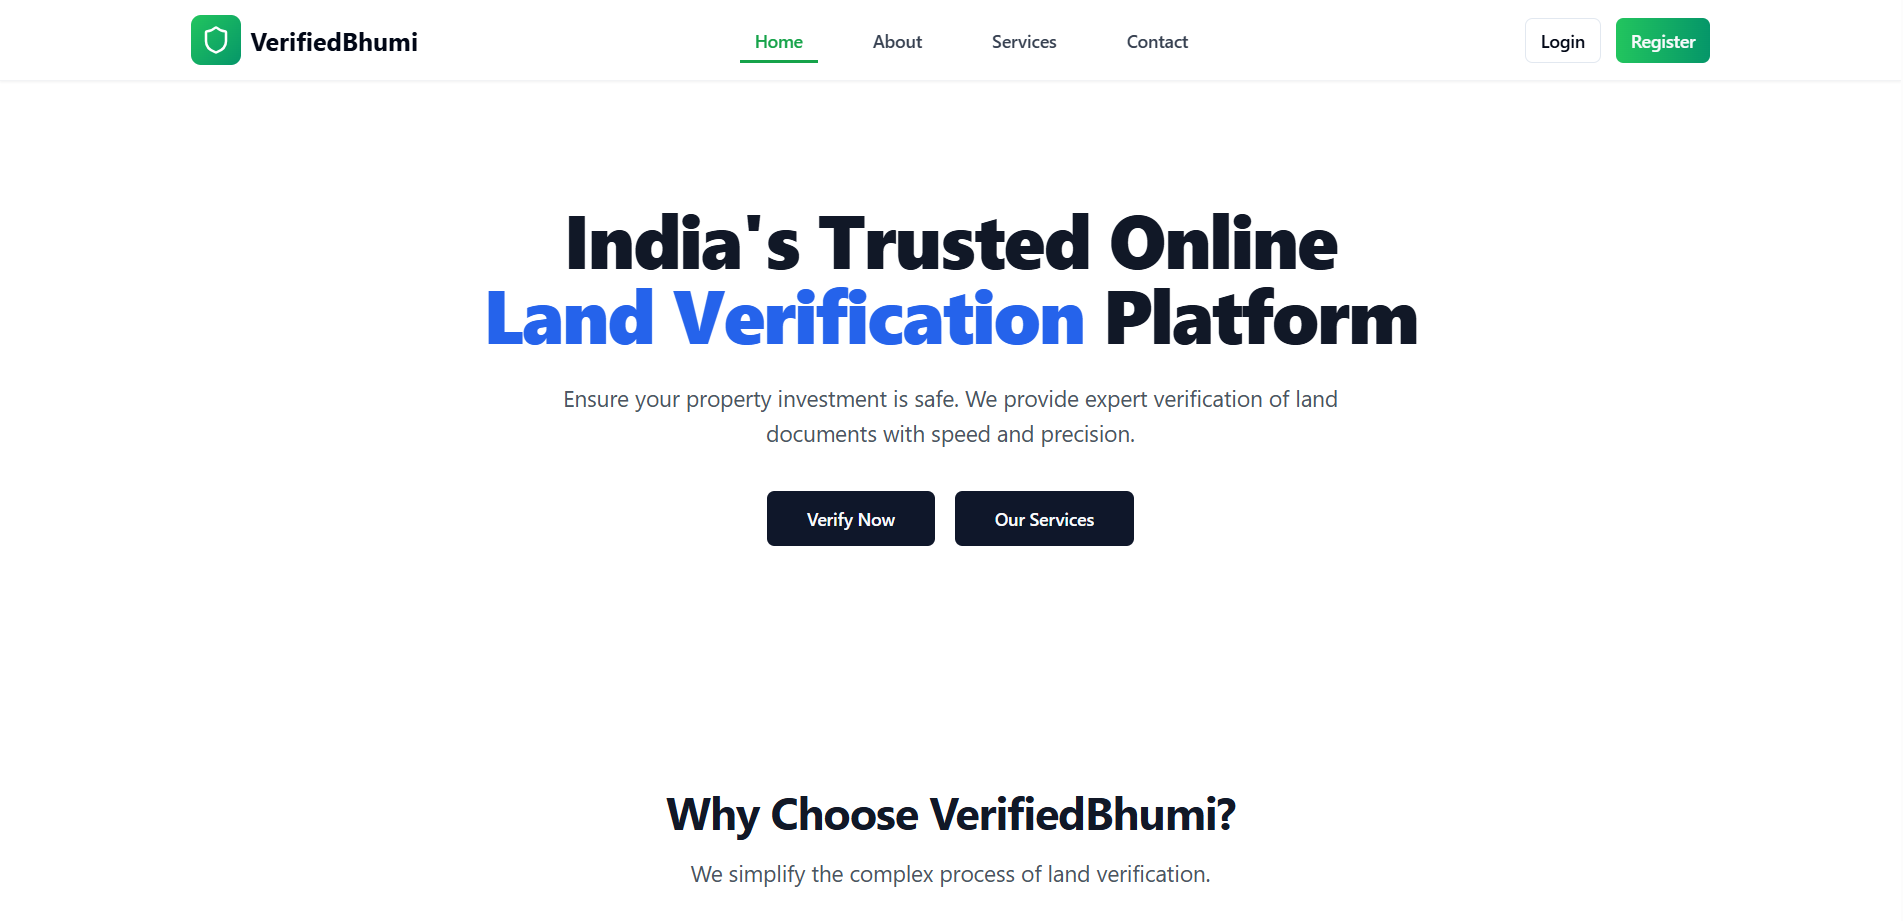 VerifiedBhumi
Home
About
Services
Contact
Login
Register
India's Trusted Online
Land Verification Platform
Ensure your property investment is safe. We provide expert verification of land
documents with speed and precision.
Verify Now
Our Services
Why Choose VerifiedBhumi?
We simplify the complex process of land verification.